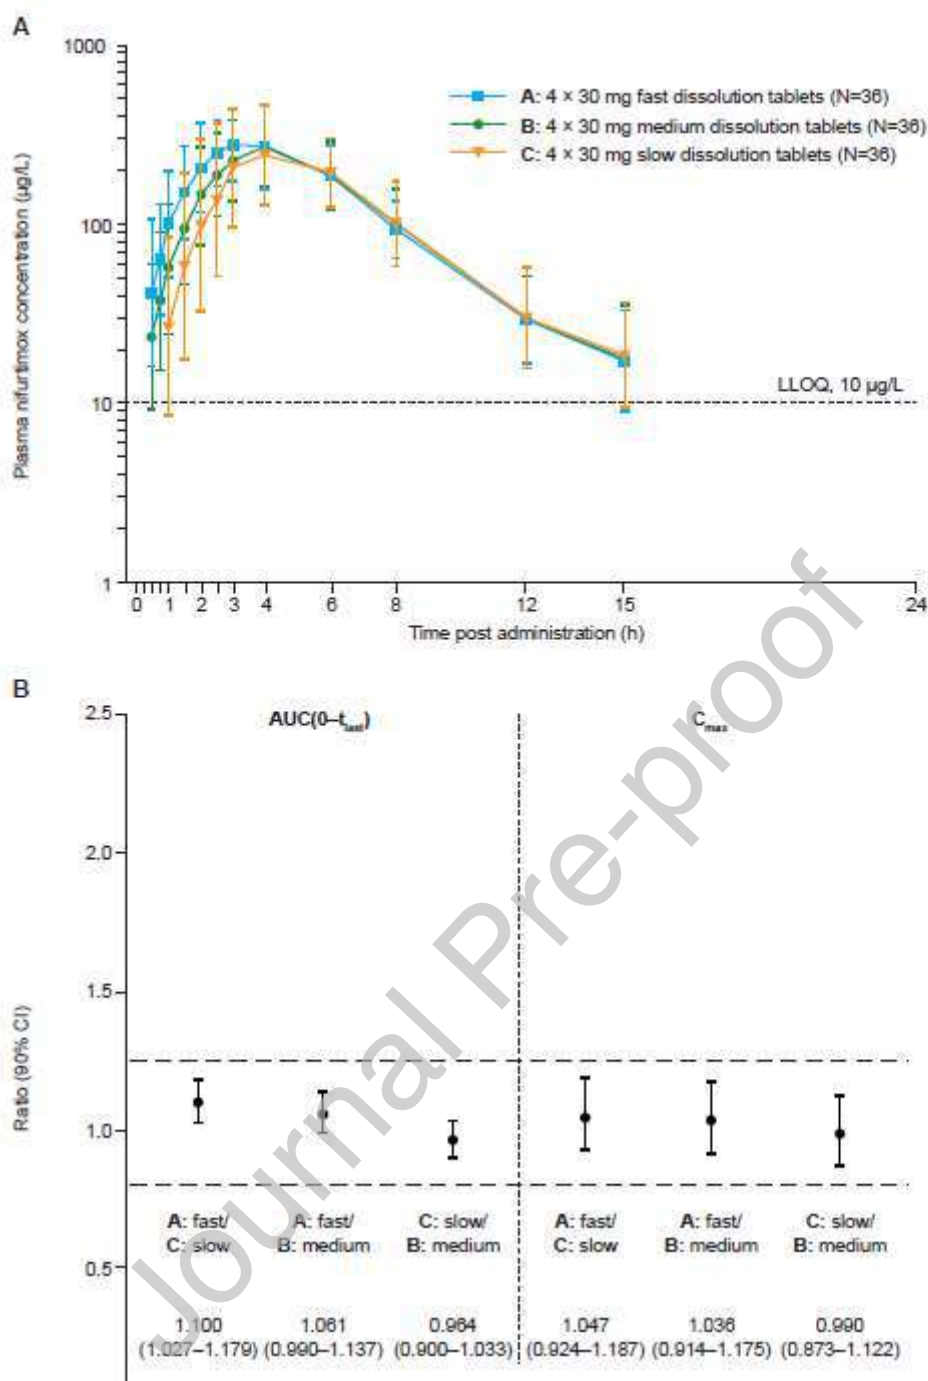 A
1000
100
10
1
Plasma nifurtimox concentration (µg/L)
A: 4 × 30 mg fast dissolution tablets (N=36)
B: 4 × 30 mg medium dissolution tablets (N=36)
C: 4 × 30 mg slow dissolution tablets (N=36)
LLOQ, 10 µg/L
0 1 2 3 4 6 8 12 15 24
Time post administration (h)
B
AUC(0–tlast) Cmax
2.5
2.0
1.5
1.0
0.5
Ratio (90% CI)
A: fast/ A: fast/ C: slow/ A: fast/ A: fast/ C: slow/
C: slow B: medium B: medium C: slow B: medium B: medium
1.100 1.061 0.964 1.047 1.036 0.990
(1.027–1.179) (0.990–1.137) (0.900–1.033) (0.924–1.187) (0.914–1.175) (0.873–1.122)
Journal Pre-proof